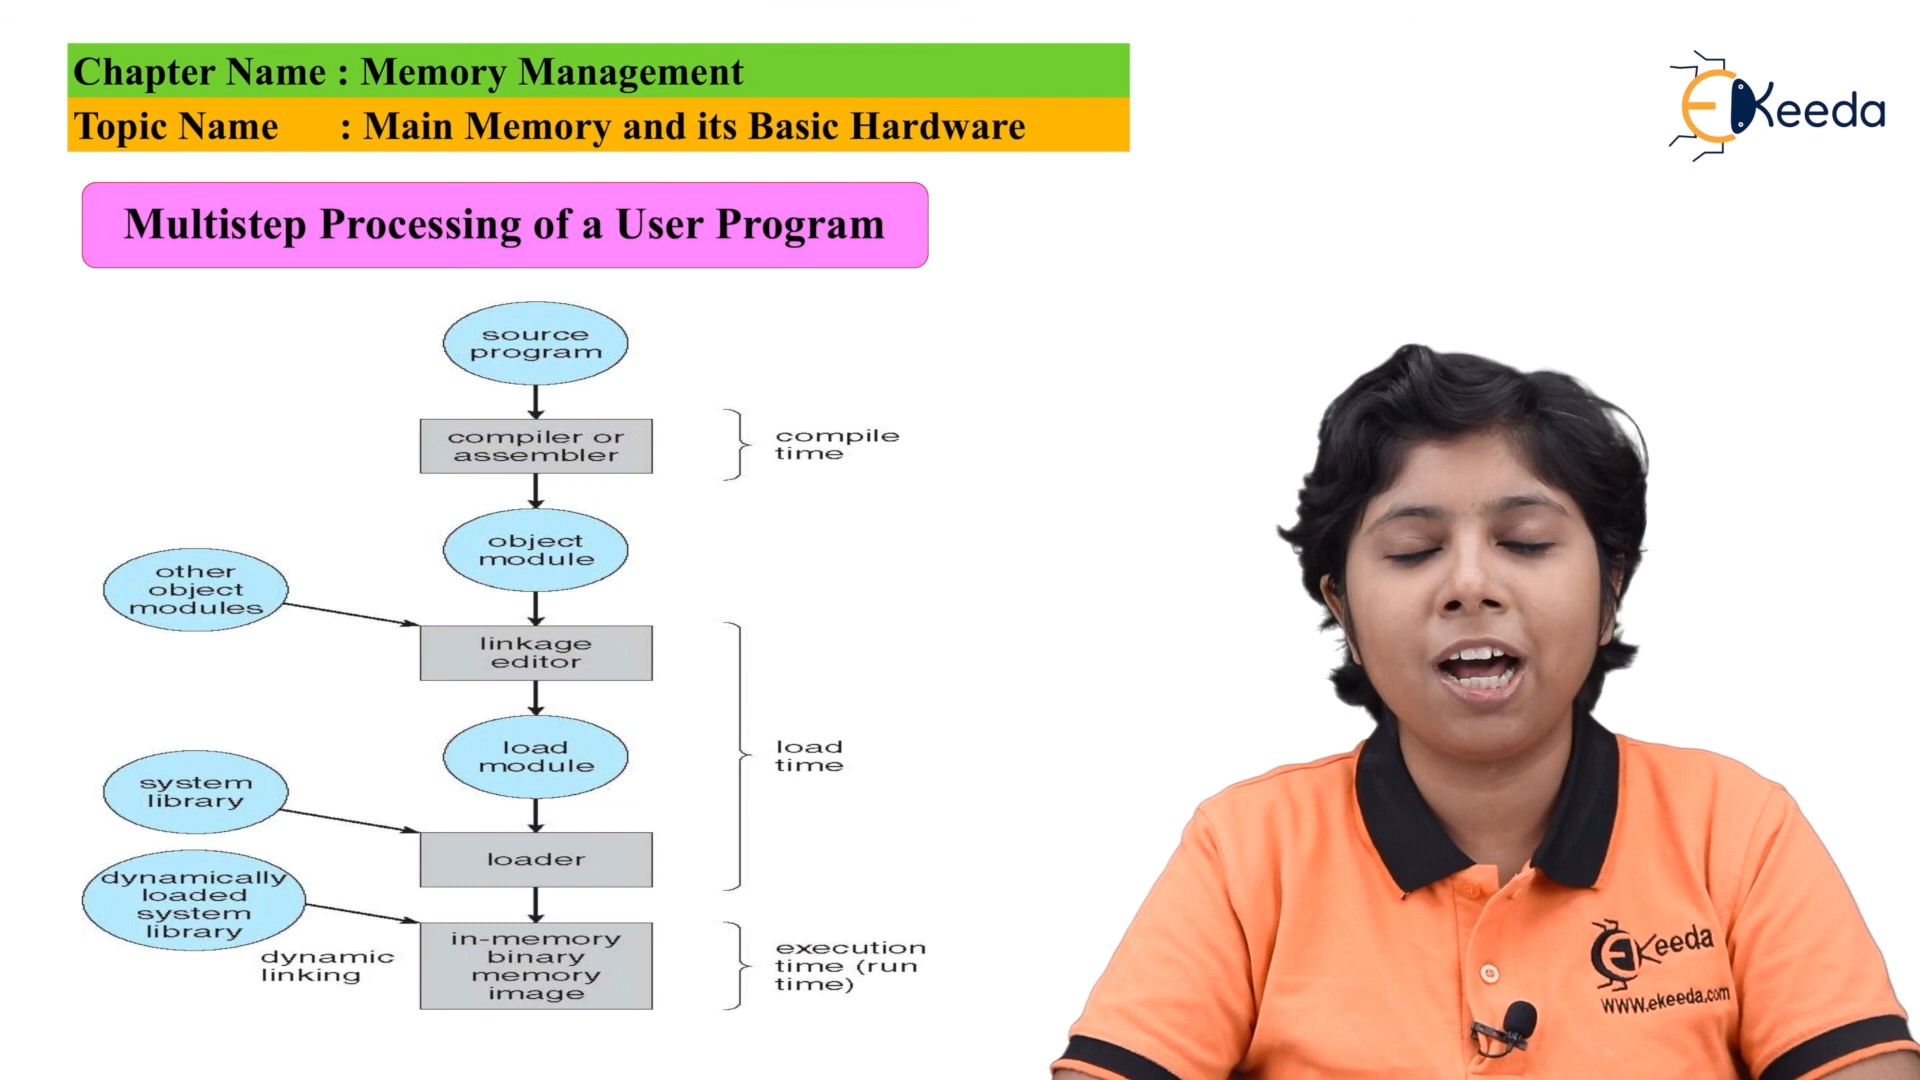 Chapter Name : Memory Management
Topic Name : Main Memory and its Basic Hardware
EKeeda
Multistep Processing of a User Program
source
program
compiler or
assembler
compile
time
object
module
other
object
modules
linkage
editor
load
module
load
time
system
library
loader
dynamically
loaded
system
library
dynamic
linking
in-memory
binary
memory
image
execution
time (run
time)
EKeeda
www.ekeeda.com